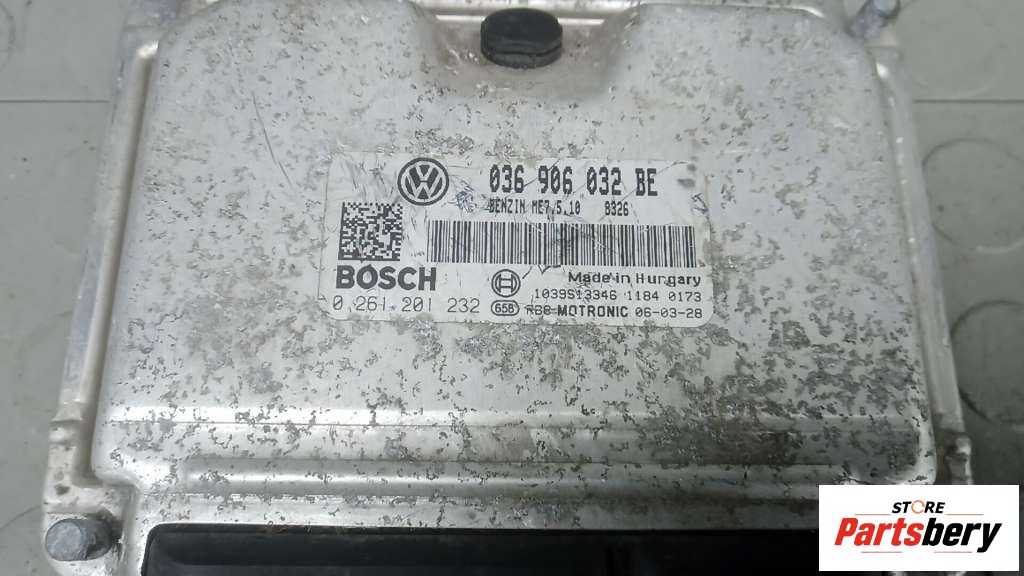 036 906 032 BE
BENZIN ME7.5.10 8326
BOSCH
Made in Hungary
1039S13346 1184 0173
0 261 201 232 658 RB8 MOTRONIC 06-03-28
STORE
Partsbery